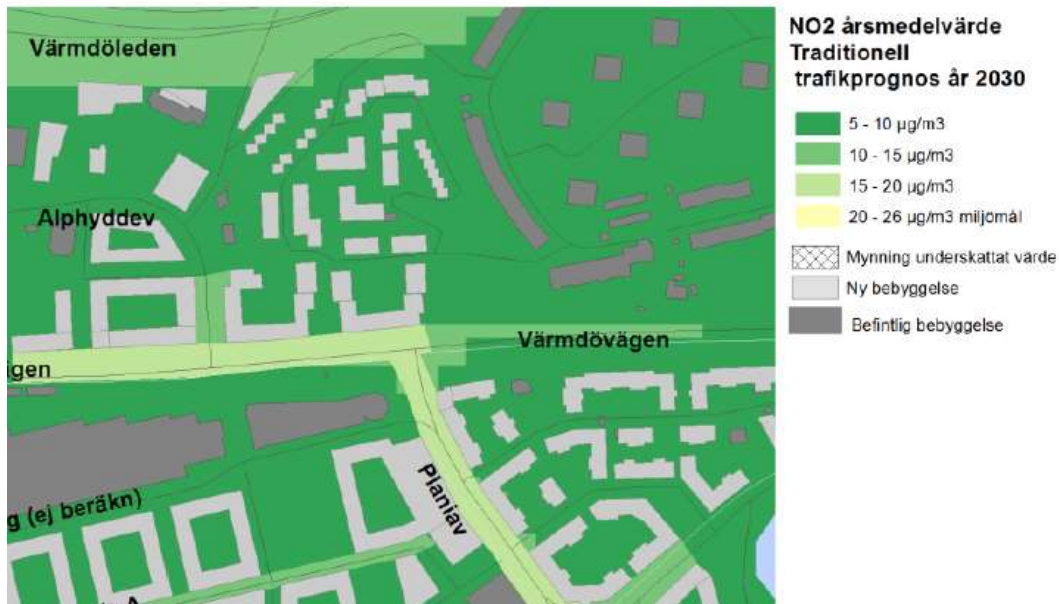 Värmdöleden
Alphyddev
Värmdövägen
gen
Planiav
g (ej beräkn)
NO2 årsmedelvärde
Traditionell
trafikprognos år 2030
5 - 10 µg/m3
10 - 15 µg/m3
15 - 20 µg/m3
20 - 26 µg/m3 miljömål
Mynning underskattat värde
Ny bebyggelse
Befintlig bebyggelse